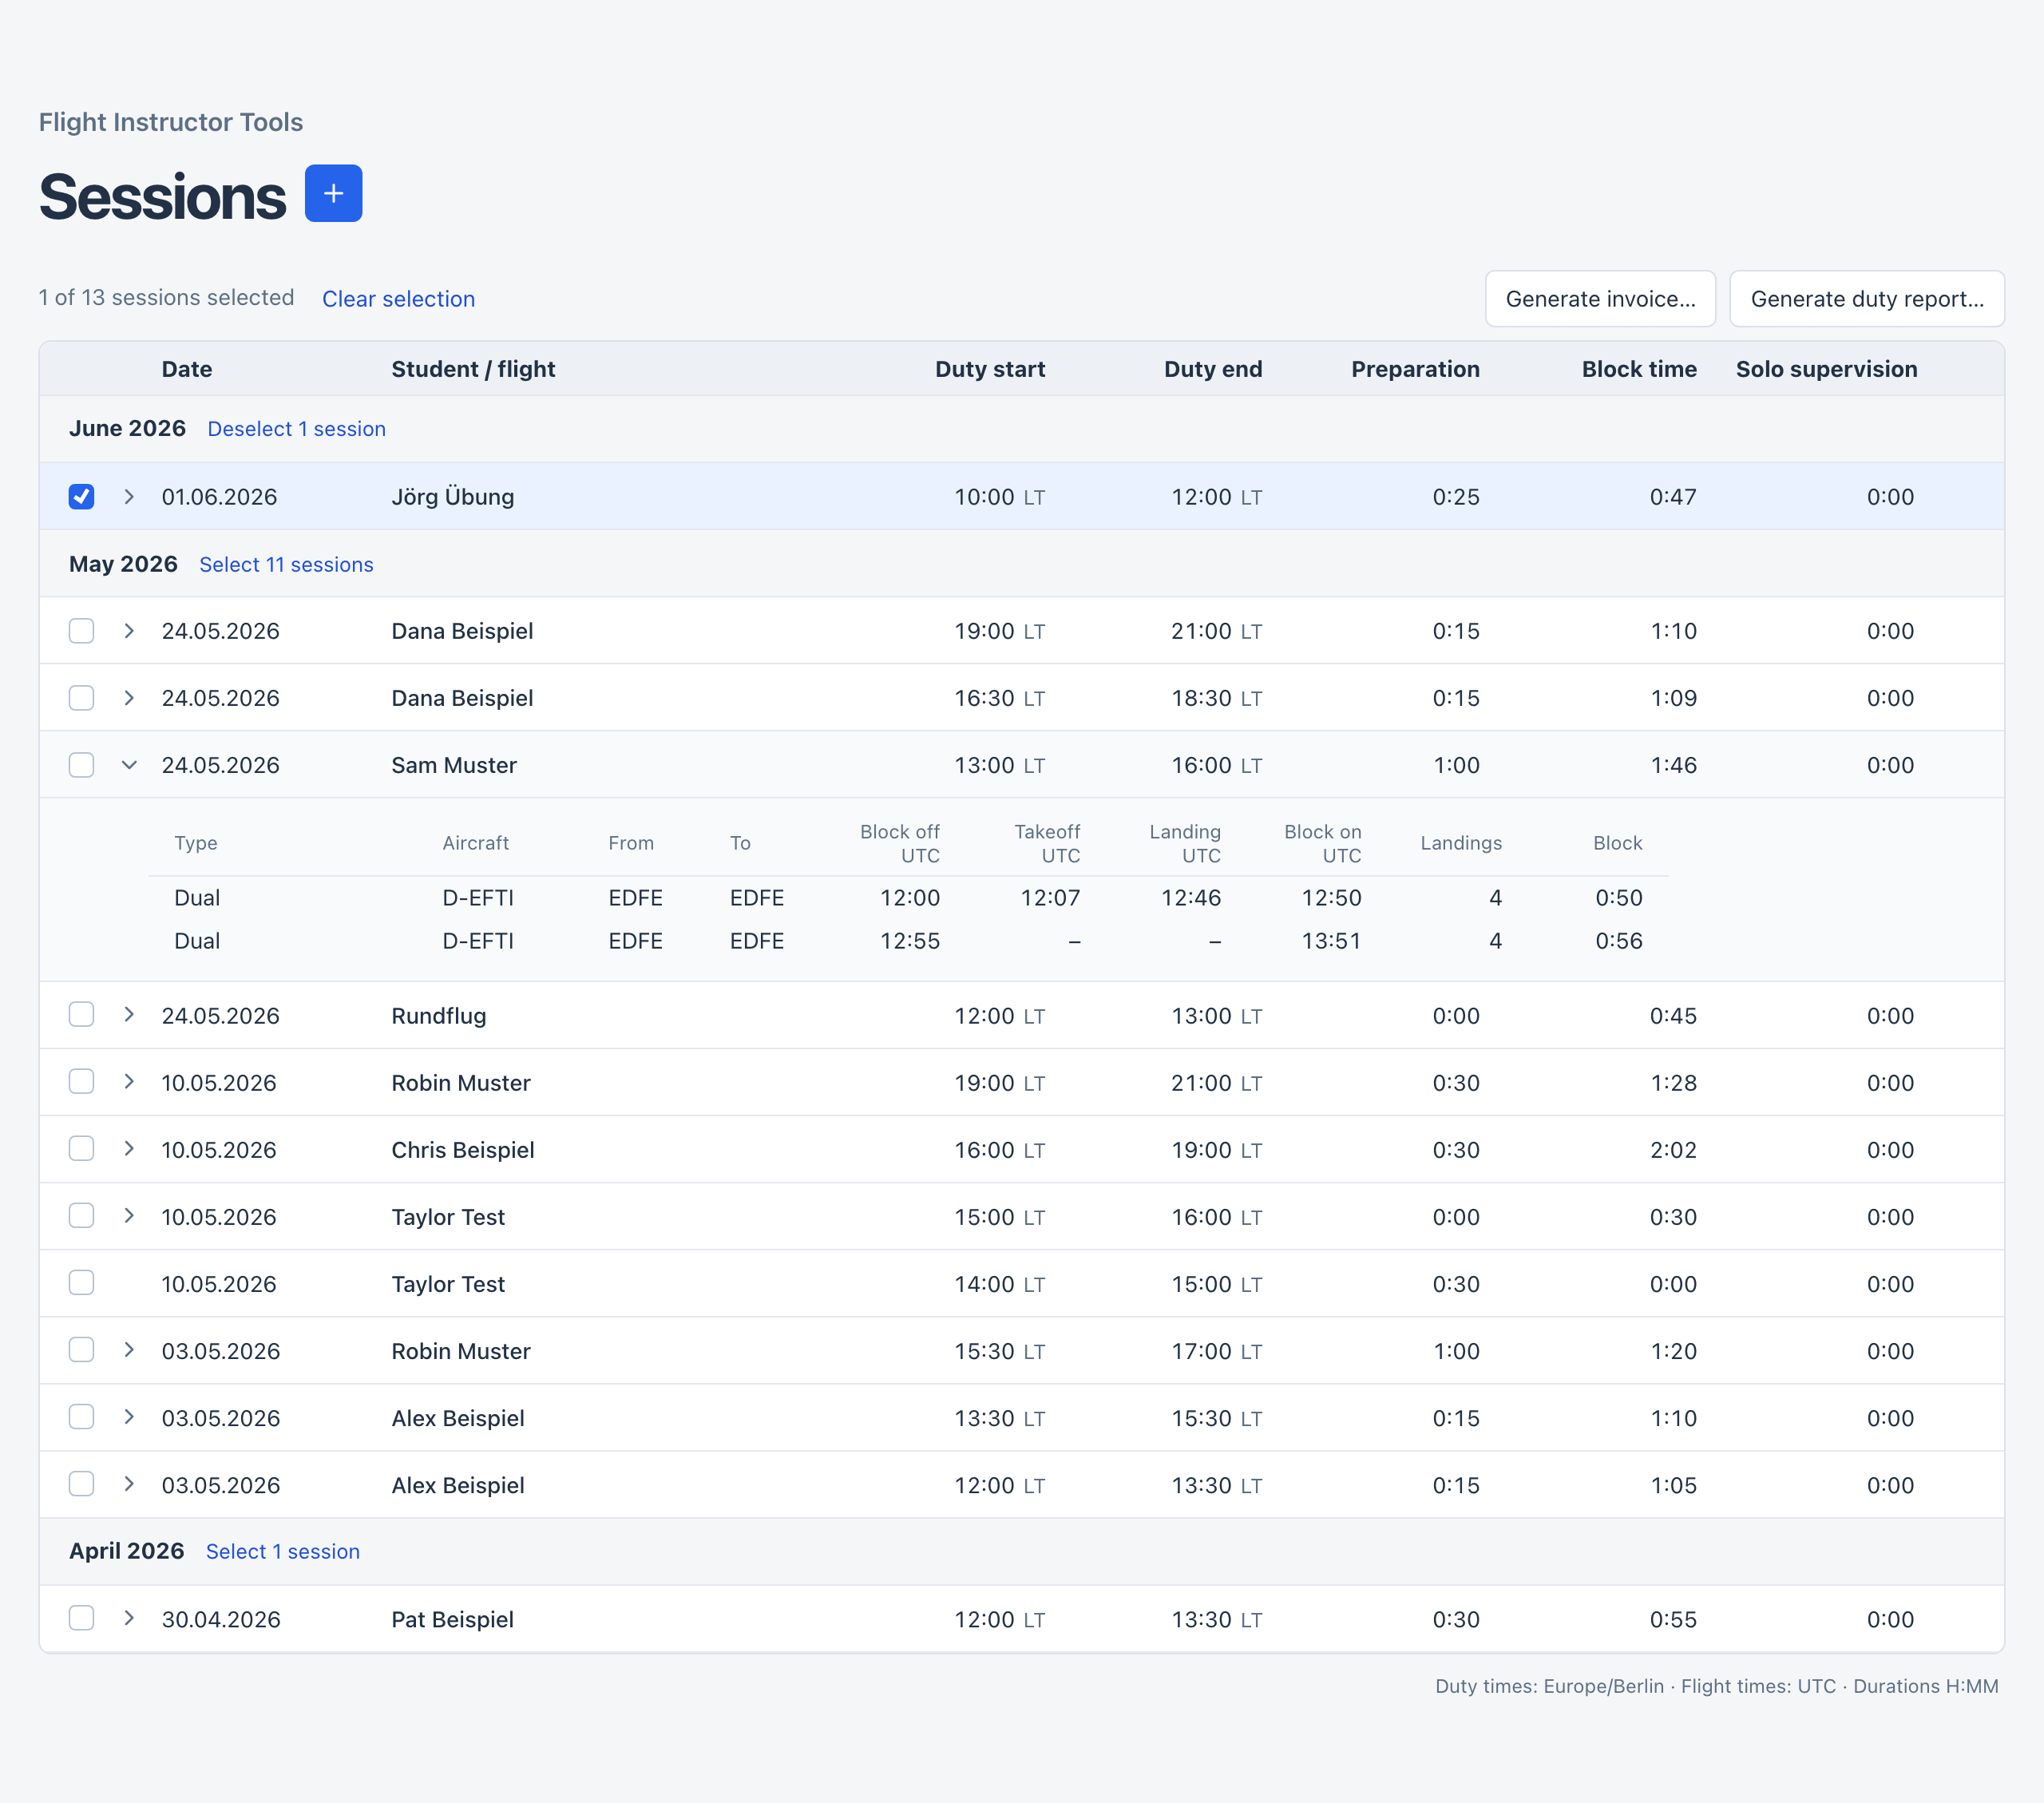 Flight Instructor Tools
Sessions +
1 of 13 sessions selected Clear selection Generate invoice... Generate duty report...
Date Student / flight Duty start Duty end Preparation Block time Solo supervision
June 2026 Deselect 1 session
01.06.2026 Jörg Übung 10:00 LT 12:00 LT 0:25 0:47 0:00
May 2026 Select 11 sessions
24.05.2026 Dana Beispiel 19:00 LT 21:00 LT 0:15 1:10 0:00
24.05.2026 Dana Beispiel 16:30 LT 18:30 LT 0:15 1:09 0:00
24.05.2026 Sam Muster 13:00 LT 16:00 LT 1:00 1:46 0:00
Type Aircraft From To Block off UTC Takeoff UTC Landing UTC Block on UTC Landings Block
Dual D-EFTI EDFE EDFE 12:00 12:07 12:46 12:50 4 0:50
Dual D-EFTI EDFE EDFE 12:55 – – 13:51 4 0:56
24.05.2026 Rundflug 12:00 LT 13:00 LT 0:00 0:45 0:00
10.05.2026 Robin Muster 19:00 LT 21:00 LT 0:30 1:28 0:00
10.05.2026 Chris Beispiel 16:00 LT 19:00 LT 0:30 2:02 0:00
10.05.2026 Taylor Test 15:00 LT 16:00 LT 0:00 0:30 0:00
10.05.2026 Taylor Test 14:00 LT 15:00 LT 0:30 0:00 0:00
03.05.2026 Robin Muster 15:30 LT 17:00 LT 1:00 1:20 0:00
03.05.2026 Alex Beispiel 13:30 LT 15:30 LT 0:15 1:10 0:00
03.05.2026 Alex Beispiel 12:00 LT 13:30 LT 0:15 1:05 0:00
April 2026 Select 1 session
30.04.2026 Pat Beispiel 12:00 LT 13:30 LT 0:30 0:55 0:00
Duty times: Europe/Berlin · Flight times: UTC · Durations H:MM